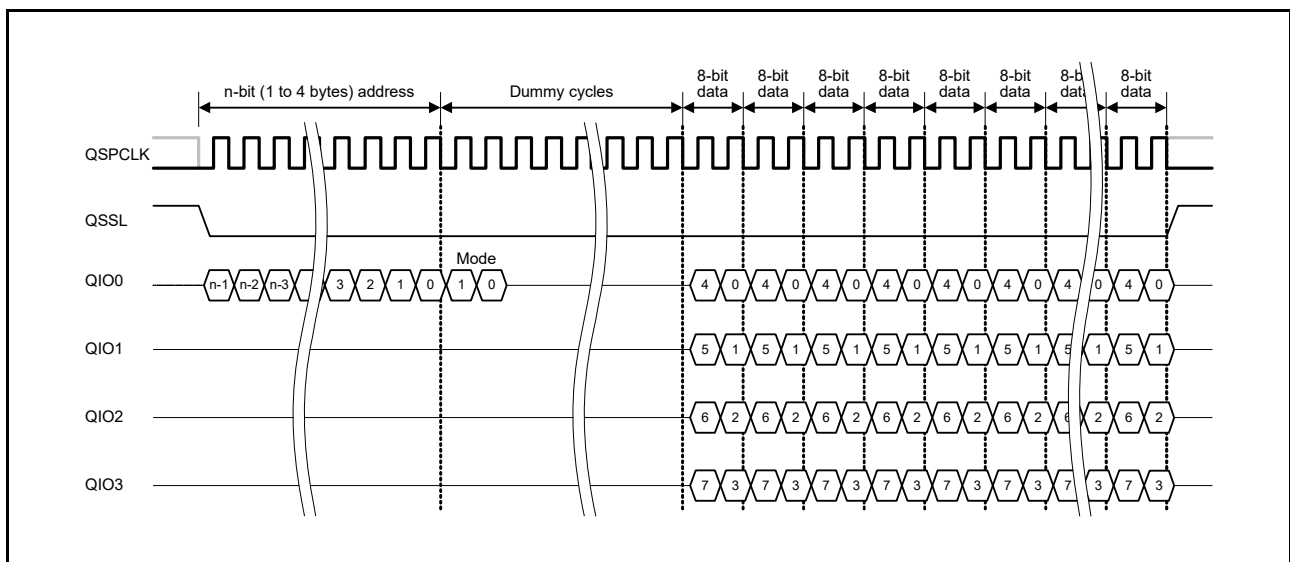 8-bit 8-bit 8-bit 8-bit 8-bit 8-bit 8-bit 8-bit
n-bit (1 to 4 bytes) address Dummy cycles data data data data data data data data
QSPCLK
QSSL
Mode
QIO0 n-1 n-2 n-3 3 2 1 0 1 0 4 0 4 0 4 0 4 0 4 0 4 0 4 0 4 0
QIO1 5 1 5 1 5 1 5 1 5 1 5 1 5 1 5 1
QIO2 6 2 6 2 6 2 6 2 6 2 6 2 6 2 6 2
QIO3 7 3 7 3 7 3 7 3 7 3 7 3 7 3 7 3